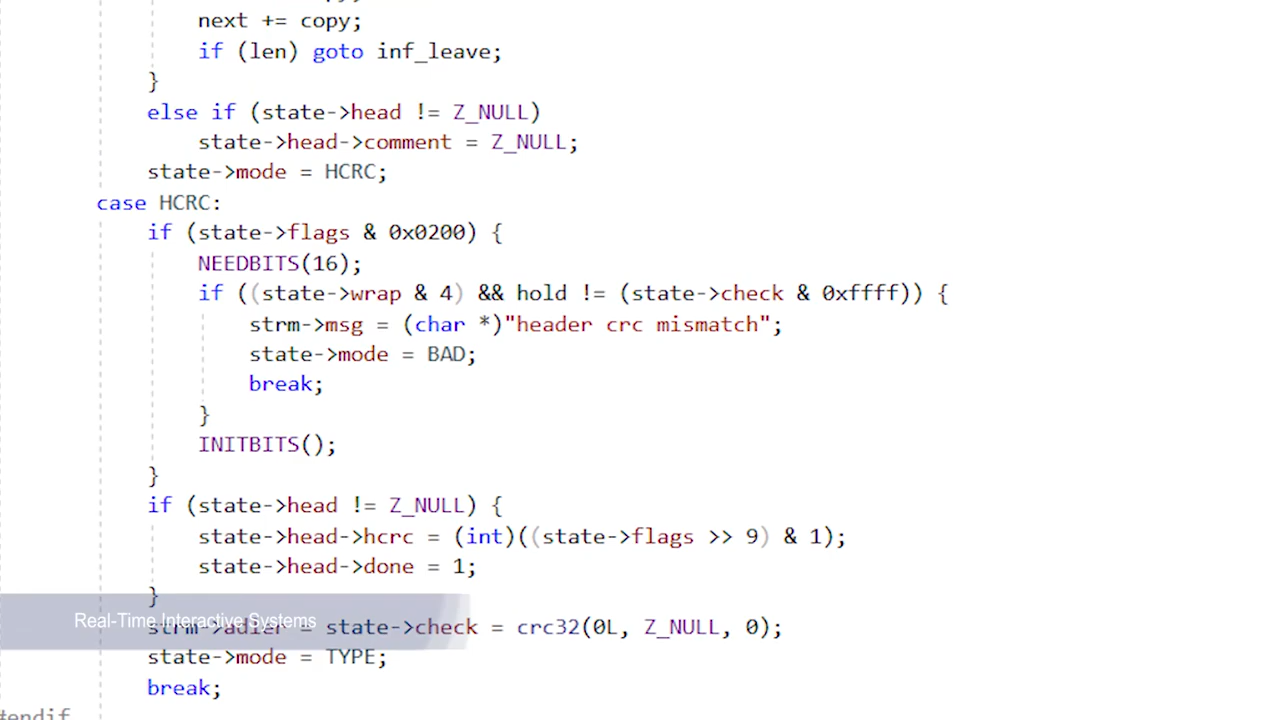 next += copy;
if (len) goto inf_leave;
}
else if (state->head != Z_NULL)
state->head->comment = Z_NULL;
state->mode = HCRC;
case HCRC:
if (state->flags & 0x0200) {
NEEDBITS(16);
if ((state->wrap & 4) && hold != (state->check & 0xffff)) {
strm->msg = (char *)"header crc mismatch";
state->mode = BAD;
break;
}
INITBITS();
}
if (state->head != Z_NULL) {
state->head->hcrc = (int)((state->flags >> 9) & 1);
state->head->done = 1;
}
Real-Time Interactive Systems
strm->adler = state->check = crc32(0L, Z_NULL, 0);
state->mode = TYPE;
break;
#endif